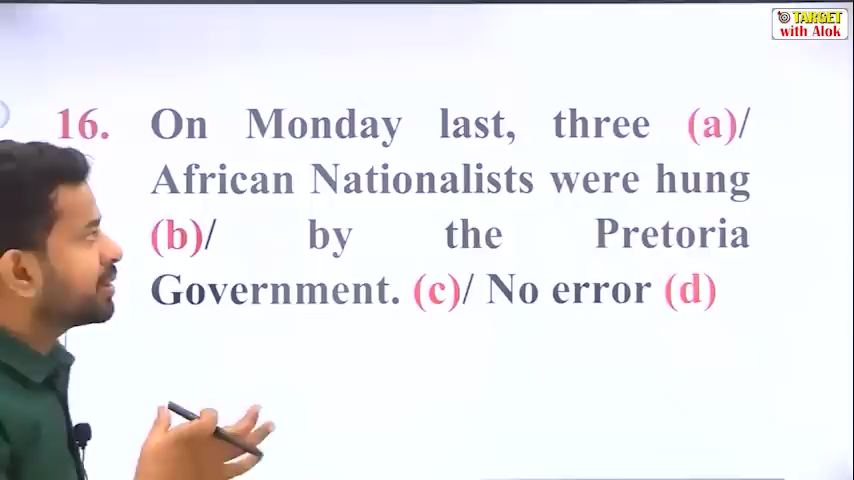 TARGET
with Alok
16. On Monday last, three (a)/
African Nationalists were hung
(b)/ by the Pretoria
Government. (c)/ No error (d)